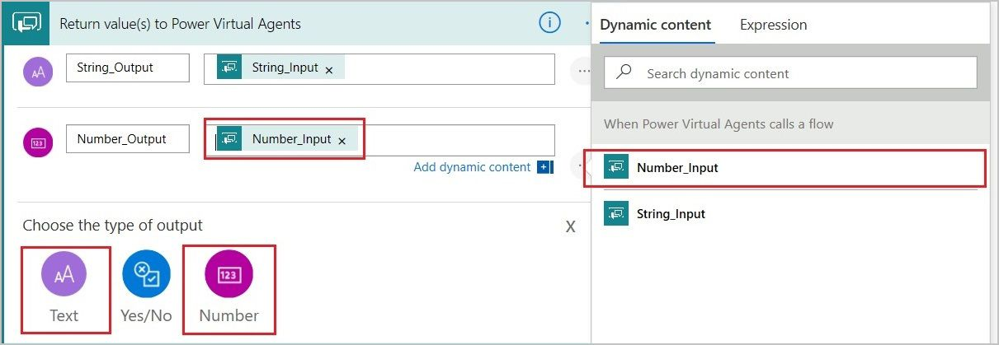 Return value(s) to Power Virtual Agents
String_Output
String_Input ×
Number_Output
Number_Input ×
Add dynamic content
Choose the type of output
X
Text
Yes/No
Number
Dynamic content
Expression
Search dynamic content
When Power Virtual Agents calls a flow
Number_Input
String_Input